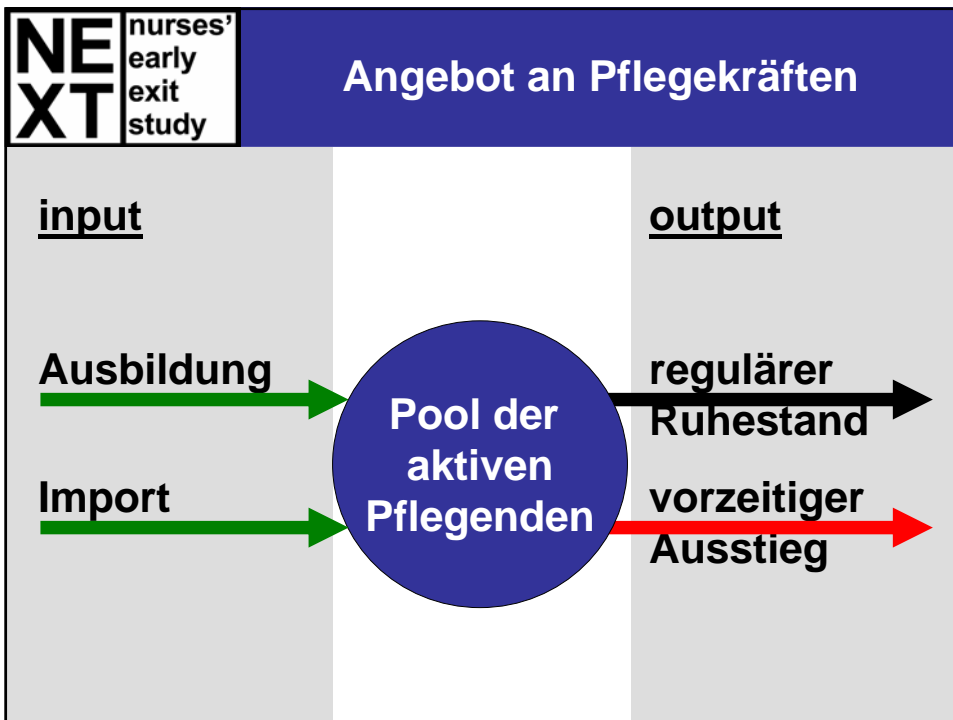 NE
XT
nurses'
early
exit
study
Angebot an Pflegekräften
input
output
Ausbildung
Import
Pool der
aktiven
Pflegenden
regulärer
Ruhestand
vorzeitiger
Ausstieg